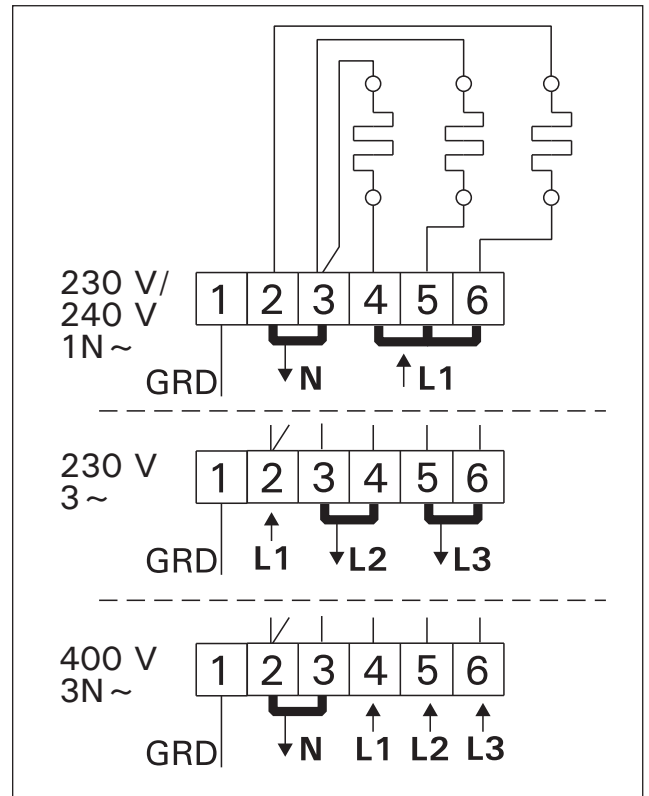 230 V/
240 V
1N~
1 2 3 4 5 6
GRD N L1
230 V
3~
1 2 3 4 5 6
GRD L1 L2 L3
400 V
3N~
1 2 3 4 5 6
GRD N L1 L2 L3